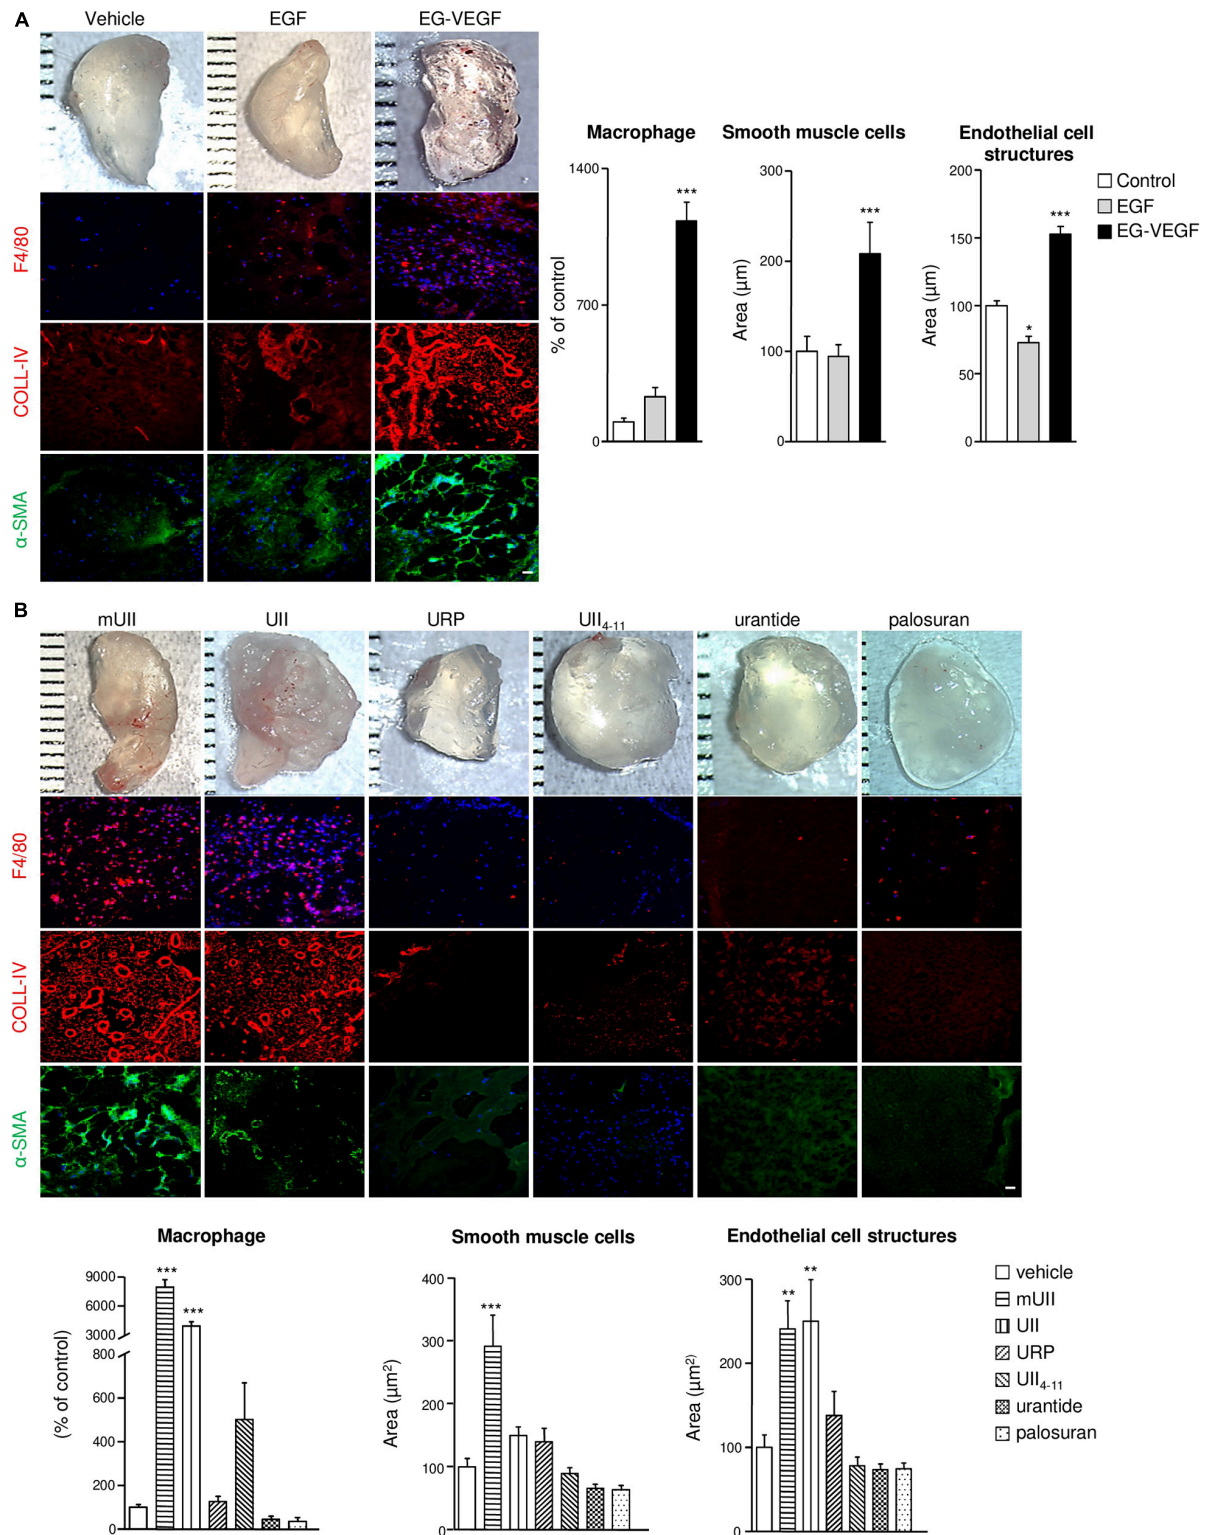 A
Vehicle EGF EG-VEGF
F4/80
COLL-IV
α-SMA
Macrophage
% of control
1400
700
0
***
Smooth muscle cells
Area (µm)
300
200
100
0
***
Endothelial cell
structures
Area (µm)
200
150
100
50
0
*
***
Control
EGF
EG-VEGF
B
mUII UII URP UII4-11 urantide palosuran
F4/80
COLL-IV
α-SMA
Macrophage
(% of control)
9000
6000
3000
800
600
400
200
0
***
***
Smooth muscle cells
Area (µm²)
400
300
200
100
0
***
Endothelial cell structures
Area (µm²)
300
200
100
0
**
**
vehicle
mUII
UII
URP
UII4-11
urantide
palosuran